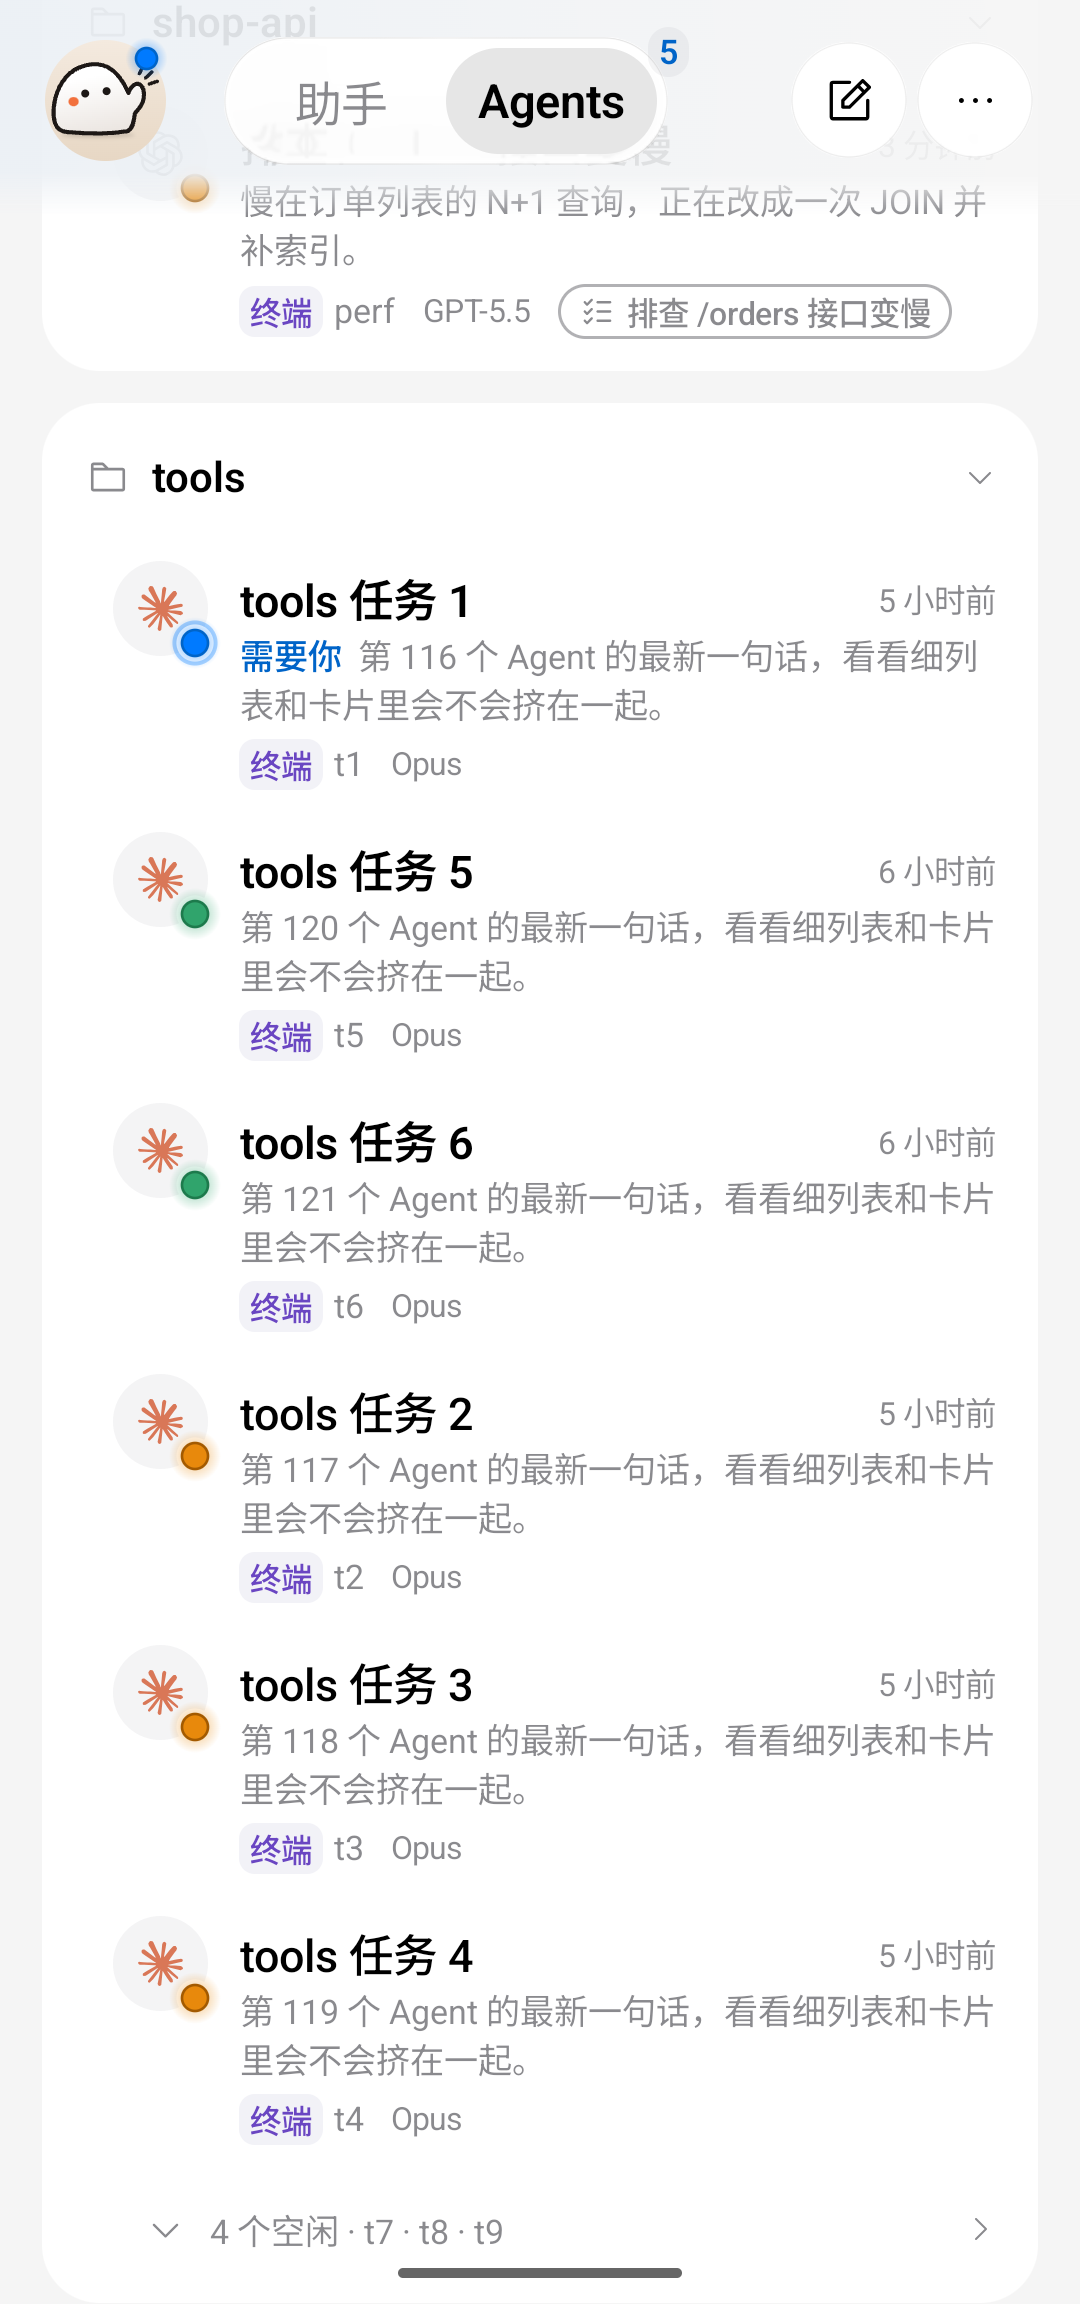 shop-api
助手
Agents
5
慢在订单列表的 N+1 查询，正在改成一次 JOIN 并
补索引。
终端 perf GPT-5.5 排查 /orders 接口变慢
tools
tools 任务 1 5 小时前
需要你 第 116 个 Agent 的最新一句话，看看细列
表和卡片里会不会挤在一起。
终端 t1 Opus
tools 任务 5 6 小时前
第 120 个 Agent 的最新一句话，看看细列表和卡片
里会不会挤在一起。
终端 t5 Opus
tools 任务 6 6 小时前
第 121 个 Agent 的最新一句话，看看细列表和卡片
里会不会挤在一起。
终端 t6 Opus
tools 任务 2 5 小时前
第 117 个 Agent 的最新一句话，看看细列表和卡片
里会不会挤在一起。
终端 t2 Opus
tools 任务 3 5 小时前
第 118 个 Agent 的最新一句话，看看细列表和卡片
里会不会挤在一起。
终端 t3 Opus
tools 任务 4 5 小时前
第 119 个 Agent 的最新一句话，看看细列表和卡片
里会不会挤在一起。
终端 t4 Opus
4 个空闲 · t7 · t8 · t9